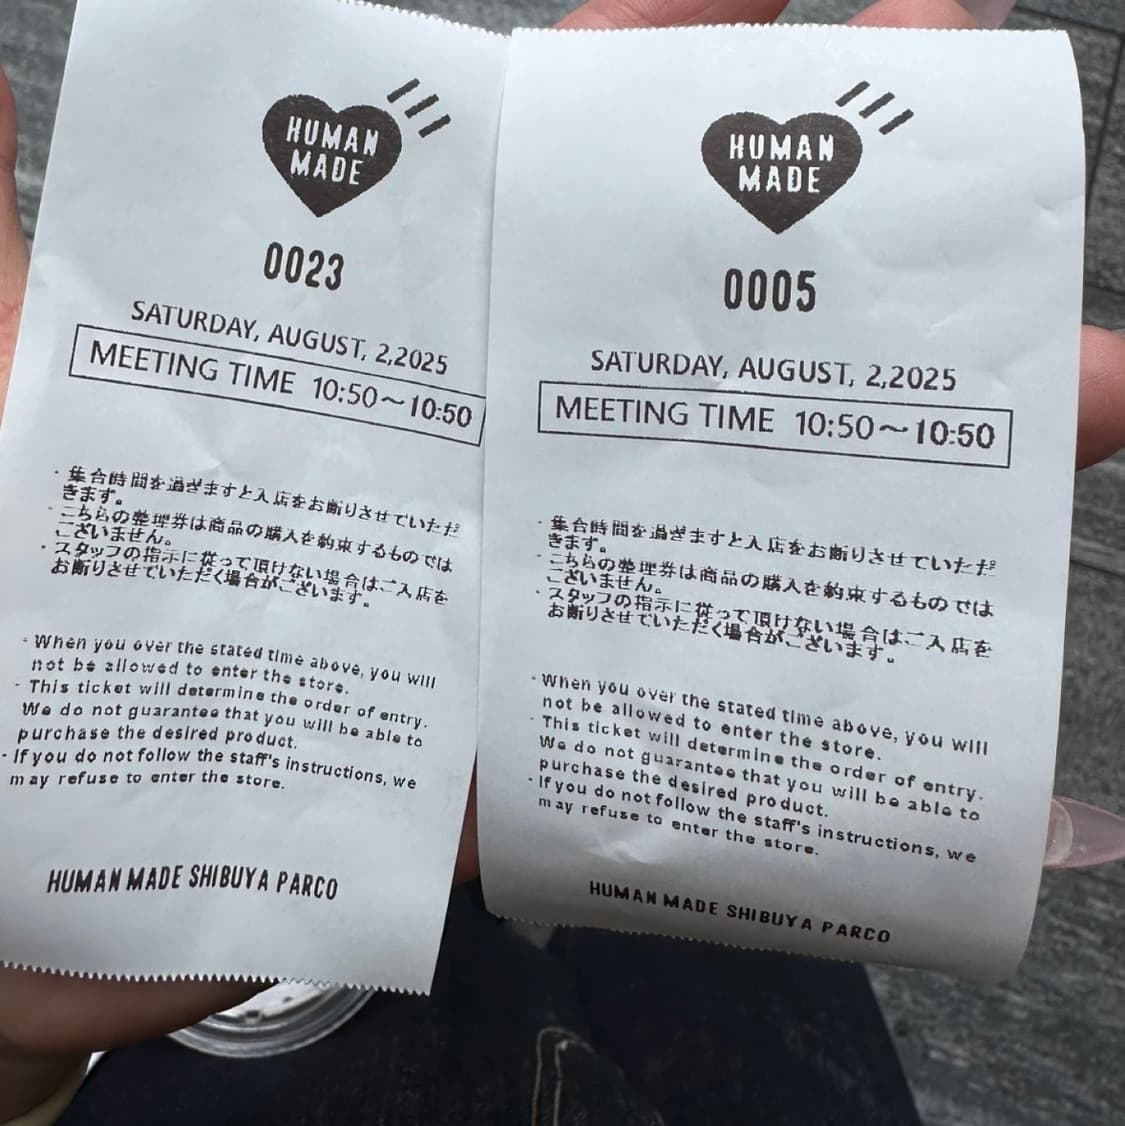 HUMAN
MADE
0023
SATURDAY, AUGUST, 2,2025
MEETING TIME 10:50～10:50
・集合時間を過ぎますと入店をお断りさせていただ
きます。
・こちらの整理券は商品の購入を約束するものでは
ございません。
・スタッフの指示に従って頂けない場合はご入店を
お断りさせていただく場合がございます。
・When you over the stated time above, you will
not be allowed to enter the store.
・This ticket will determine the order of entry.
We do not guarantee that you will be able to
purchase the desired product.
・If you do not follow the staff's instructions, we
may refuse to enter the store.
HUMAN MADE SHIBUYA PARCO
HUMAN
MADE
0005
SATURDAY, AUGUST, 2,2025
MEETING TIME 10:50～10:50
・集合時間を過ぎますと入店をお断りさせていただ
きます。
・こちらの整理券は商品の購入を約束するものでは
ございません。
・スタッフの指示に従って頂けない場合はご入店を
お断りさせていただく場合がございます。
・When you over the stated time above, you will
not be allowed to enter the store.
・This ticket will determine the order of entry.
We do not guarantee that you will be able to
purchase the desired product.
・If you do not follow the staff's instructions, we
may refuse to enter the store.
HUMAN MADE SHIBUYA PARCO